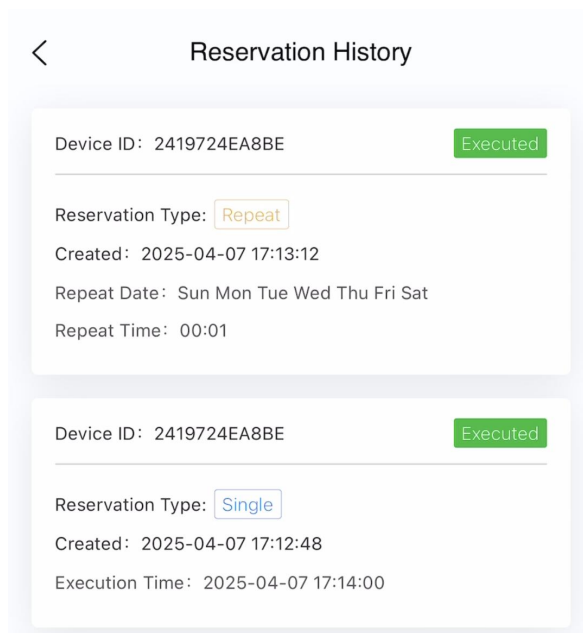 Reservation History
Device ID: 2419724EA8BE Executed
Reservation Type: Repeat
Created: 2025-04-07 17:13:12
Repeat Date: Sun Mon Tue Wed Thu Fri Sat
Repeat Time: 00:01
Device ID: 2419724EA8BE Executed
Reservation Type: Single
Created: 2025-04-07 17:12:48
Execution Time: 2025-04-07 17:14:00